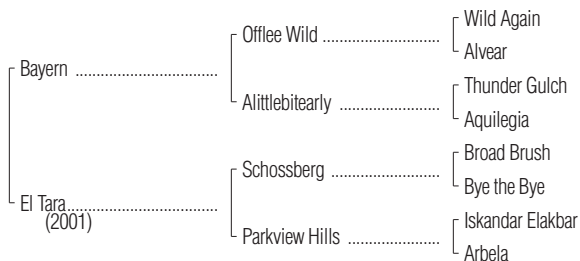 Wild Again
Offlee Wild
Alvear
Bayern
Thunder Gulch
Alittlebitearly
Aquilegia
Broad Brush
Schossberg
Bye the Bye
El Tara
(2001)
Iskandar Elakbar
Parkview Hills
Arbela